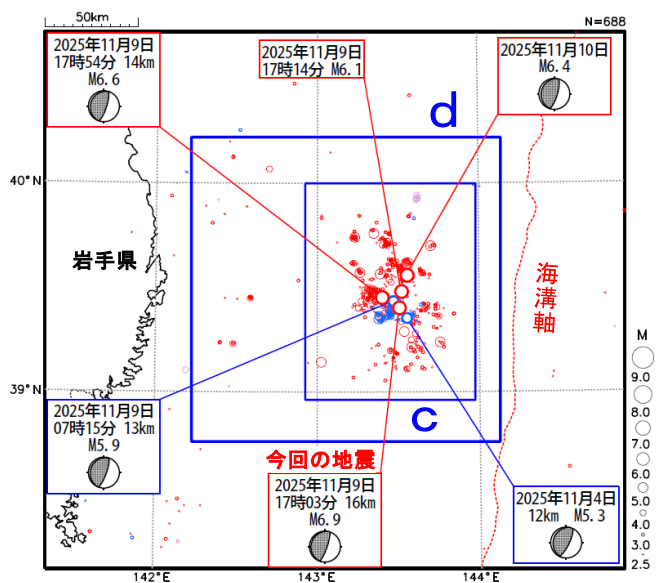 50km
N=688
2025年11月9日
17時54分 14km
M6.6
2025年11月9日
17時14分 M6.1
2025年11月10日
M6.4
d
40°N
岩手県
海溝軸
M
9.0
8.0
7.0
6.0
5.0
4.0
3.0
2.5
39°N
c
2025年11月9日
07時15分 13km
M5.9
今回の地震
2025年11月9日
17時03分 16km
M6.9
2025年11月4日
12km M5.3
142°E
143°E
144°E